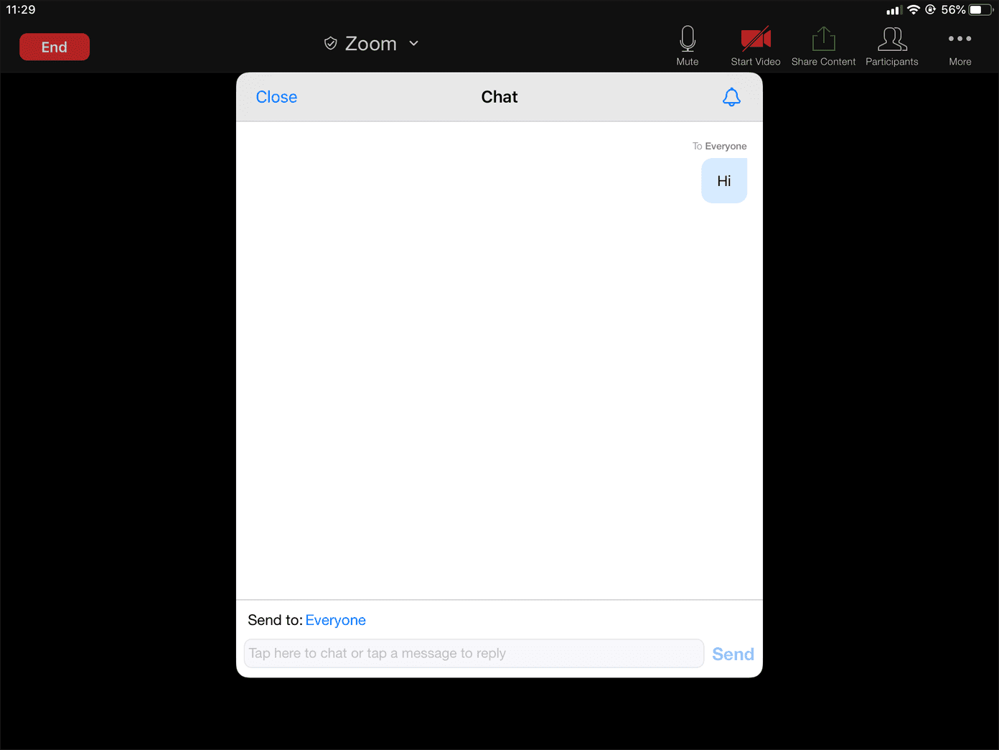 11:29
56%
End
Zoom
Mute
Start Video
Share Content
Participants
More
Close
Chat
To Everyone
Hi
Send to: Everyone
Tap here to chat or tap a message to reply
Send